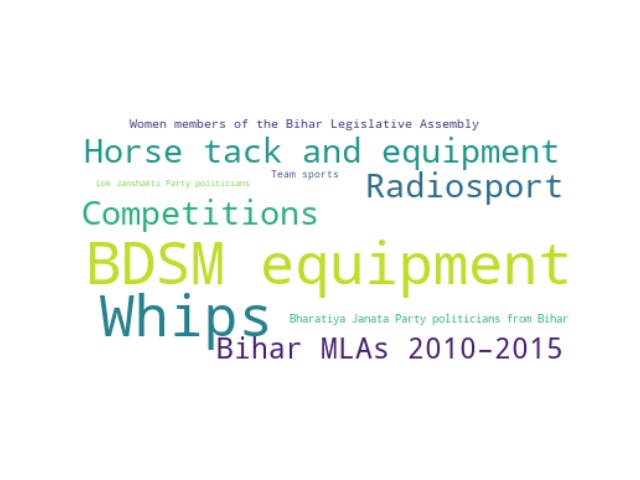 Women members of the Bihar Legislative Assembly
Horse tack and equipment
Team sports
Lok Janshakti Party politicians
Radiosport
Competitions
BDSM equipment
Whips
Bharatiya Janata Party politicians from Bihar
Bihar MLAs 2010–2015